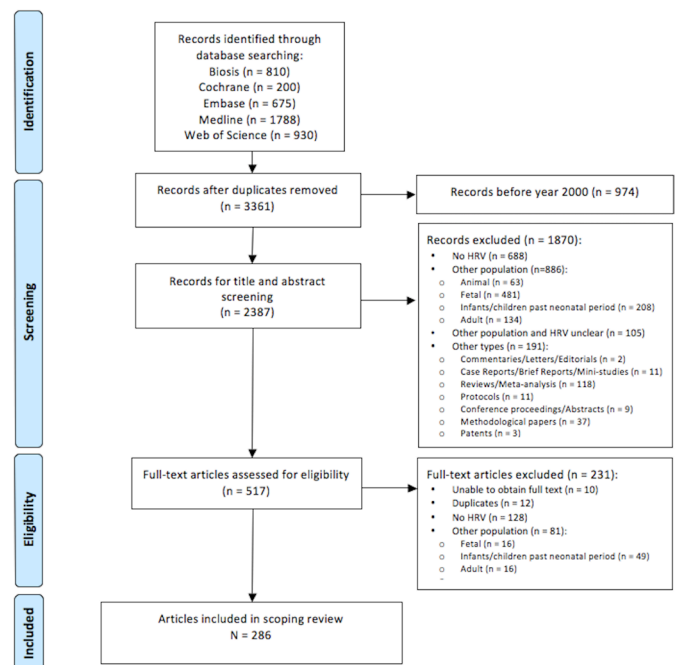 Identification
Records identified through
database searching:
Biosis (n = 810)
Cochrane (n = 200)
Embase (n = 675)
Medline (n = 1788)
Web of Science (n = 930)
Screening
Records after duplicates removed
(n = 3361)
Records before year 2000 (n = 974)
Records for title and abstract
screening
(n = 2387)
Records excluded (n = 1870):
• No HRV (n = 688)
• Other population (n=886):
o Animal (n = 63)
o Fetal (n = 481)
o Infants/children past neonatal period (n = 208)
o Adult (n = 134)
• Other population and HRV unclear (n = 105)
• Other types (n = 191):
o Commentaries/Letters/Editorials (n = 2)
o Case Reports/Brief Reports/Mini-studies (n = 11)
o Reviews/Meta-analysis (n = 118)
o Protocols (n = 11)
o Conference proceedings/Abstracts (n = 9)
o Methodological papers (n = 37)
o Patents (n = 3)
Eligibility
Full-text articles assessed for eligibility
(n = 517)
Full-text articles excluded (n = 231):
• Unable to obtain full text (n = 10)
• Duplicates (n = 12)
• No HRV (n = 128)
• Other population (n = 81):
o Fetal (n = 16)
o Infants/children past neonatal period (n = 49)
o Adult (n = 16)
Included
Articles included in scoping review
N = 286